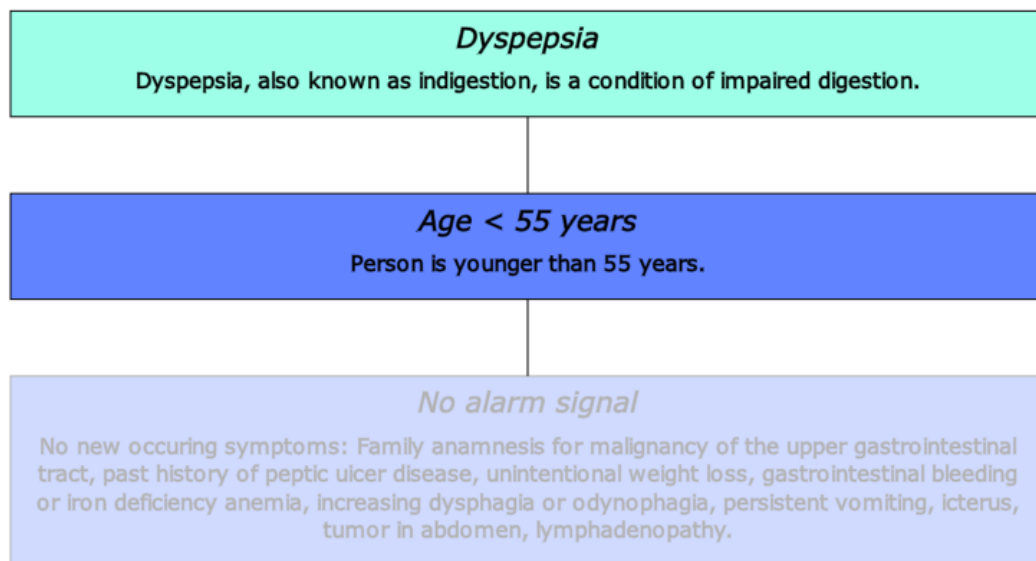 Dyspepsia
Dyspepsia, also known as indigestion, is a condition of impaired digestion.
Age < 55 years
Person is younger than 55 years.
No alarm signal
No new occuring symptoms: Family anamnesis for malignancy of the upper gastrointestinal
tract, past history of peptic uicer disease, unintentional weight loss, gastrointestinal bleeding
or iron deficiency anemia, increasing dysphagia or odynophagia, persistent vomiting, icterus,
tumor in abdomen, lymphadenopathy.